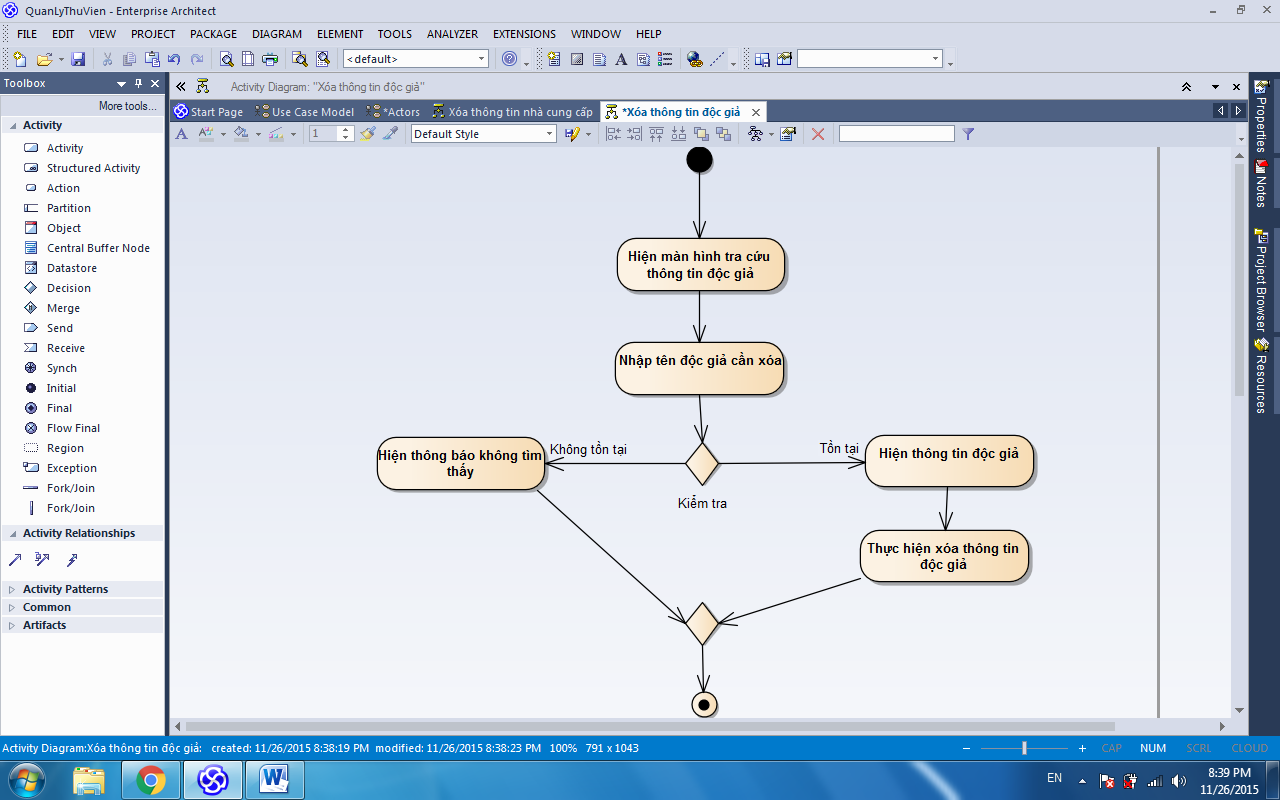 QuanLyThuVien - Enterprise Architect
FILE EDIT VIEW PROJECT PACKAGE DIAGRAM ELEMENT TOOLS ANALYZER EXTENSIONS WINDOW HELP
<default>
Toolbox
Activity Diagram: "Xóa thông tin độc giả"
More tools...
Start Page Use Case Model *Actors Xóa thông tin nhà cung cấp *Xóa thông tin độc giả
1 Default Style
Activity
Activity
Structured Activity
Action
Partition
Object
Central Buffer Node
Datastore
Decision
Merge
Send
Receive
Synch
Initial
Final
Flow Final
Region
Exception
Fork/Join
Fork/Join
Activity Relationships
Activity Patterns
Common
Artifacts
Hiện màn hình tra cứu
thông tin độc giả
Nhập tên độc giả cần xóa
Không tồn tại
Tồn tại
Hiện thông báo không tìm
thấy
Hiện thông tin độc giả
Kiểm tra
Thực hiện xóa thông tin
độc giả
Properties
Notes
Project Browser
Resources
Activity Diagram:Xóa thông tin độc giả: created: 11/26/2015 8:38:19 PM modified: 11/26/2015 8:38:23 PM 100% 791 x 1043
CAP NUM SCRL CLOUD
EN
8:39 PM
11/26/2015